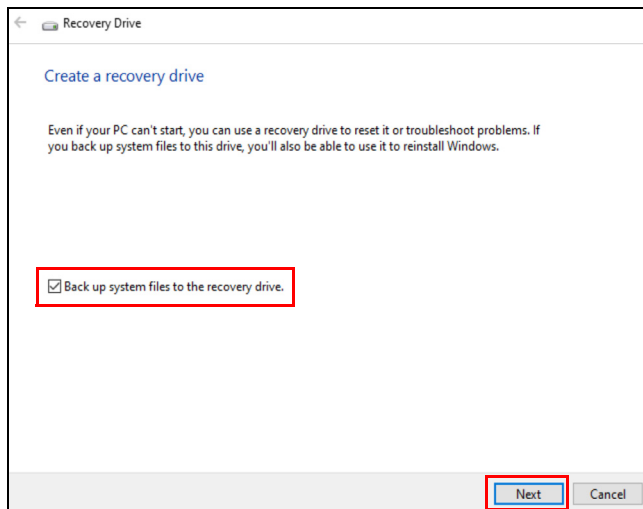 Recovery Drive
Create a recovery drive
Even if your PC can't start, you can use a recovery drive to reset it or troubleshoot problems. If
you back up system files to this drive, you'll also be able to use it to reinstall Windows.
Back up system files to the recovery drive.
Next Cancel